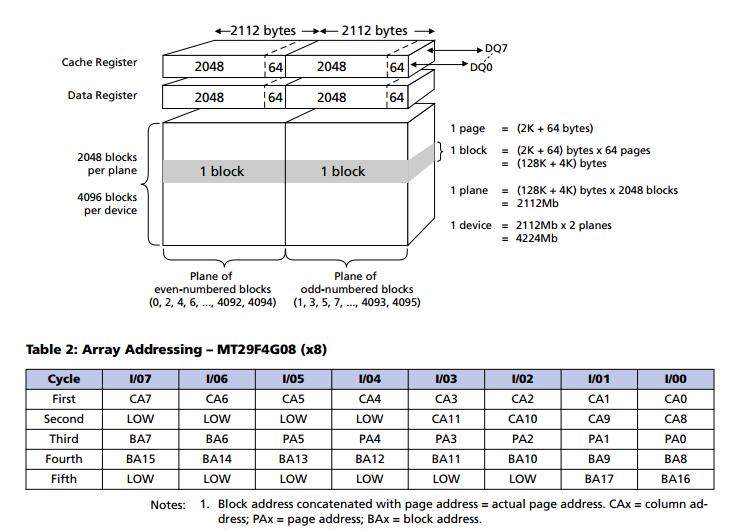 2112 bytes 2112 bytes
Cache Register 2048 64 2048 64 DQ7
DQ0
Data Register 2048 64 2048 64
1 page = (2K + 64 bytes)
1 block = (2K + 64) bytes x 64 pages
= (128K + 4K) bytes
2048 blocks
per plane
1 block 1 block
4096 blocks
per device
1 plane = (128K + 4K) bytes x 2048 blocks
= 2112Mb
1 device = 2112Mb x 2 planes
= 4224Mb
Plane of
even-numbered blocks
(0, 2, 4, 6, ..., 4092, 4094)
Plane of
odd-numbered blocks
(1, 3, 5, 7, ..., 4093, 4095)
Table 2: Array Addressing – MT29F4G08 (x8)
Cycle I/07 I/06 I/05 I/04 I/03 I/02 I/01 I/00
First CA7 CA6 CA5 CA4 CA3 CA2 CA1 CA0
Second LOW LOW LOW LOW CA11 CA10 CA9 CA8
Third BA7 BA6 PA5 PA4 PA3 PA2 PA1 PA0
Fourth BA15 BA14 BA13 BA12 BA11 BA10 BA9 BA8
Fifth LOW LOW LOW LOW LOW LOW BA17 BA16
Notes: 1. Block address concatenated with page address = actual page address. CAx = column ad-
dress; PAx = page address; BAx = block address.